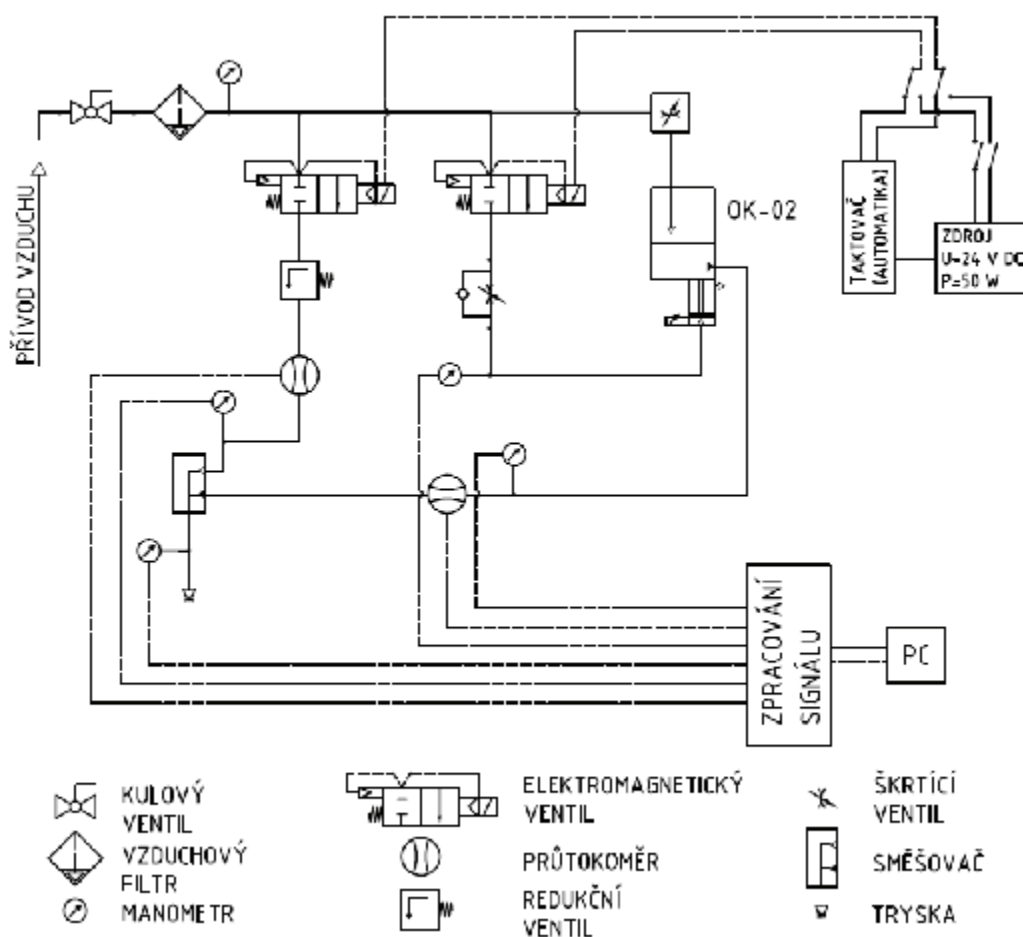 PŘÍVOD VZDUCHU
OK-02
TAKTOVAČ
(AUTOMATIKA)
ZDROJ
U=24 V DC
P=50 W
ZPRACOVÁNÍ
SIGNÁLU
PC
KULOVÝ
VENTIL
VZDUCHOVÝ
FILTR
MANOMETR
ELEKTROMAGNETICKÝ
VENTIL
PRŮTOKOMĚR
REDUKČNÍ
VENTIL
ŠKRTÍCÍ
VENTIL
SMĚŠOVAČ
TRYSKA